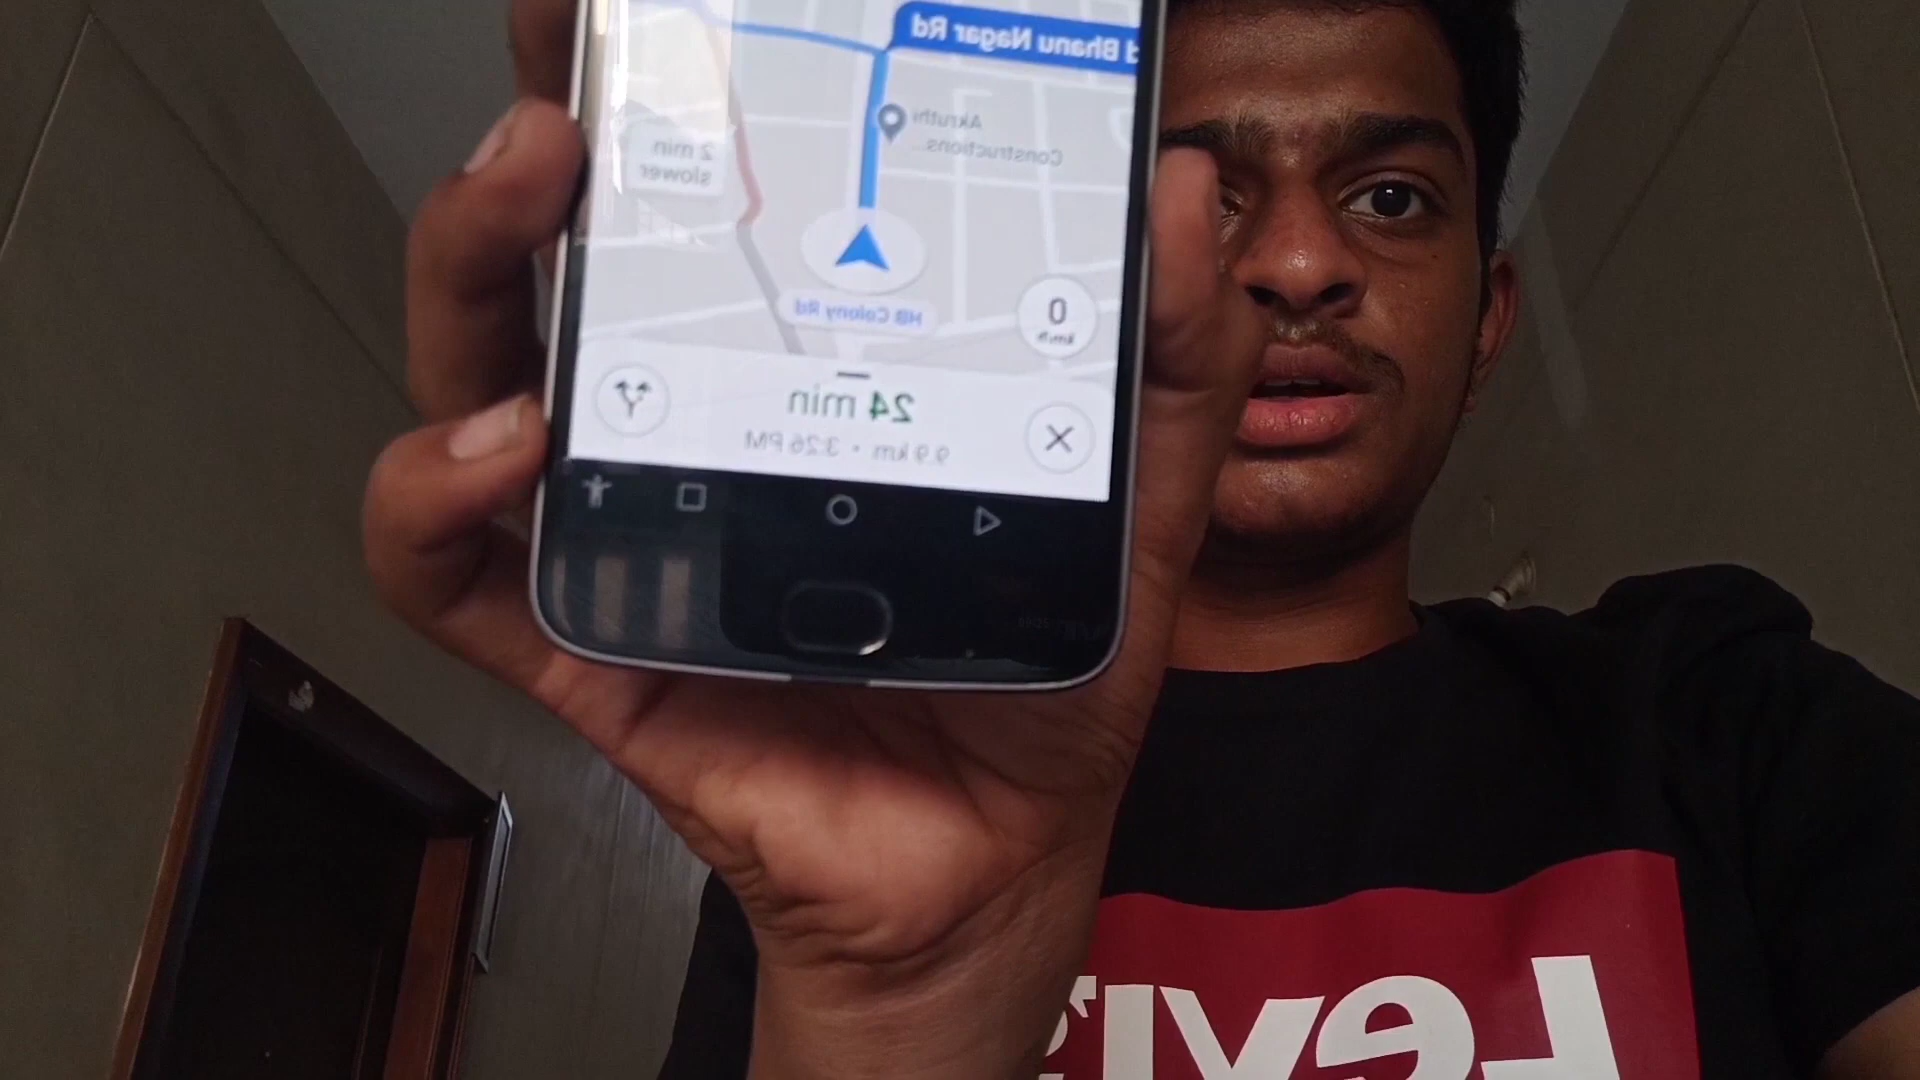 d Bhanu Nagar Rd
Akruthi
Constructions...
2 min
slower
HB Colony Rd
0
km/h
24 min
9.9 km • 3:26 PM
Levi's